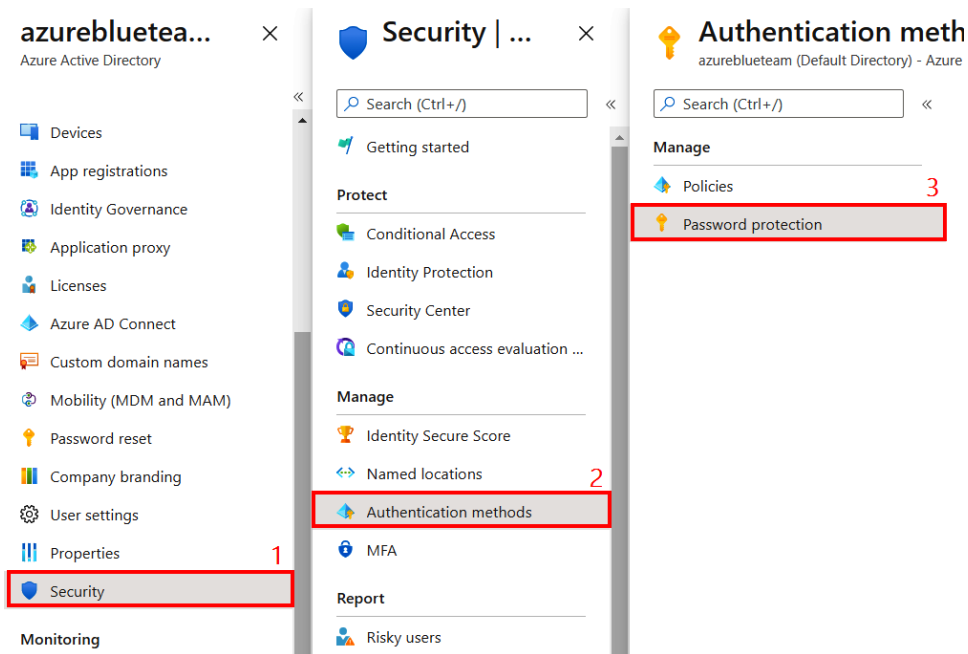 azurebluetea...
Azure Active Directory
Devices
App registrations
Identity Governance
Application proxy
Licenses
Azure AD Connect
Custom domain names
Mobility (MDM and MAM)
Password reset
Company branding
User settings
Properties
1
Security
Monitoring
Security | ...
Search (Ctrl+/)
Getting started
Protect
Conditional Access
Identity Protection
Security Center
Continuous access evaluation ...
Manage
Identity Secure Score
Named locations
2
Authentication methods
MFA
Report
Risky users
Authentication meth
azureblueteam (Default Directory) - Azure
Search (Ctrl+/)
Manage
Policies
3
Password protection